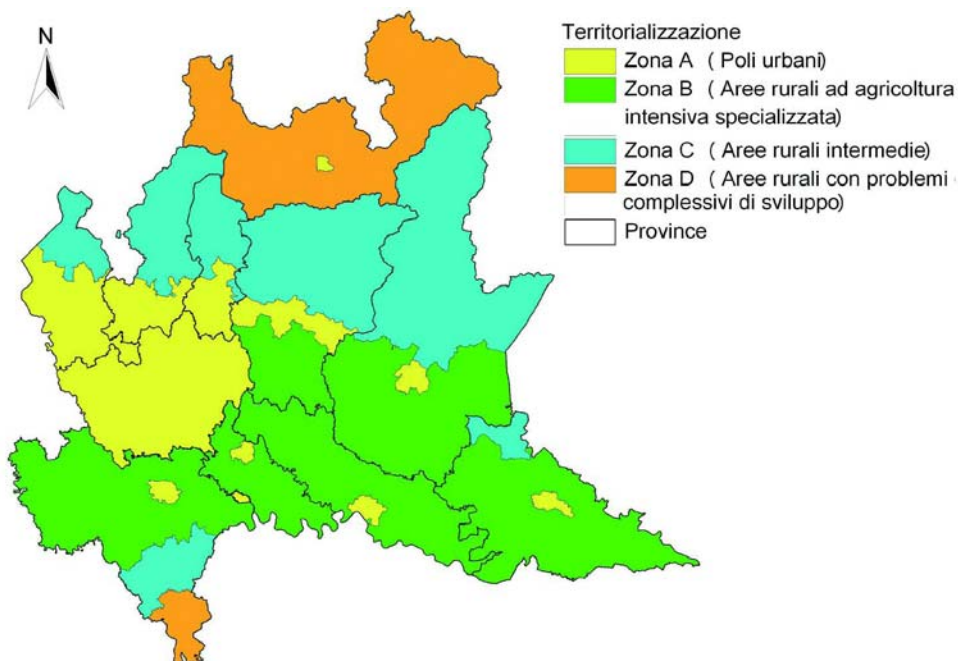 N
Territorializzazione
Zona A ( Poli urbani)
Zona B ( Aree rurali ad agricoltura
intensiva specializzata)
Zona C ( Aree rurali intermedie)
Zona D ( Aree rurali con problemi
complessivi di sviluppo)
Province